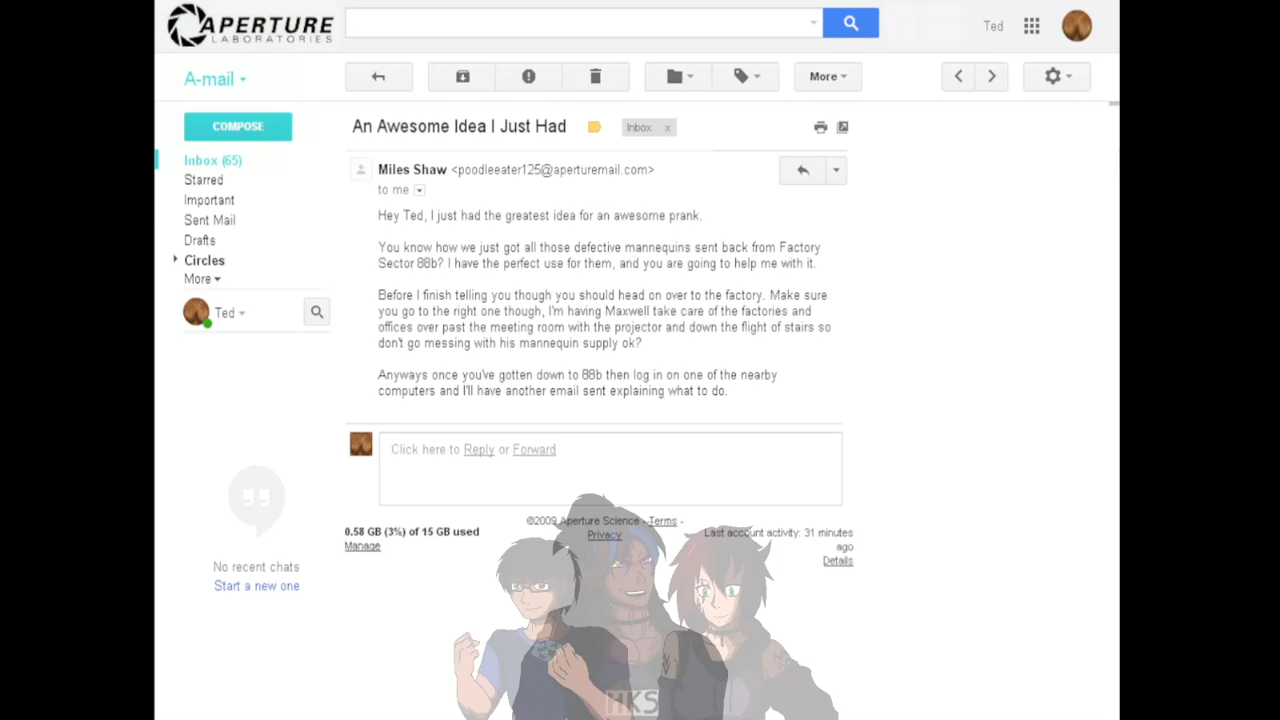 APERTURE
LABORATORIES
Ted
A-mail
More
COMPOSE
An Awesome Idea I Just Had
Inbox x
Inbox (65)
Starred
Important
Sent Mail
Drafts
Circles
More
Ted
Miles Shaw <poodleeater125@aperturemail.com>
to me
Hey Ted, I just had the greatest idea for an awesome prank.
You know how we just got all those defective mannequins sent back from Factory
Sector 88b? I have the perfect use for them, and you are going to help me with it.
Before I finish telling you though you should head on over to the factory. Make sure
you go to the right one though, I'm having Maxwell take care of the factories and
offices over past the meeting room with the projector and down the flight of stairs so
don't go messing with his mannequin supply ok?
Anyways once you've gotten down to 88b then log in on one of the nearby
computers and I'll have another email sent explaining what to do.
Click here to Reply or Forward
0.58 GB (3%) of 15 GB used
Manage
©2009 Aperture Science - Terms -
Privacy
Last account activity: 31 minutes
ago
Details
No recent chats
Start a new one
HKS